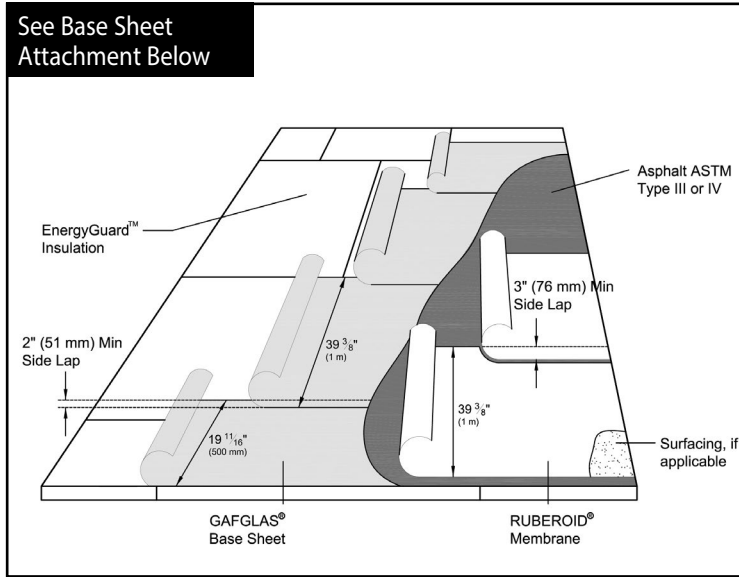 See Base Sheet
Attachment Below
Asphalt ASTM
Type III or IV
EnergyGuard™
Insulation
3" (76 mm) Min
Side Lap
2" (51 mm) Min
Side Lap
39 3/8"
(1 m)
39 3/8"
(1 m)
19 11/16"
(500 mm)
Surfacing, if
applicable
GAFGLAS®
Base Sheet
RUBEROID®
Membrane